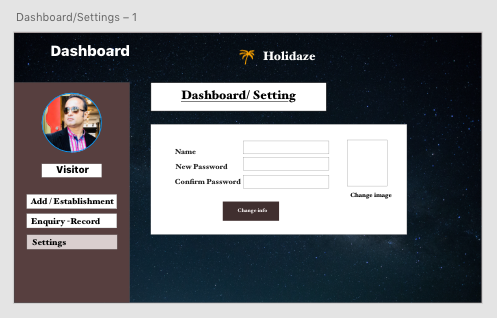 Dashboard/Settings – 1
Dashboard
Holidaze
Dashboard/ Setting
Visitor
Add / Establishment
Enquiry -Record
Settings
Name
New Password
Confirm Password
Change info
Change image